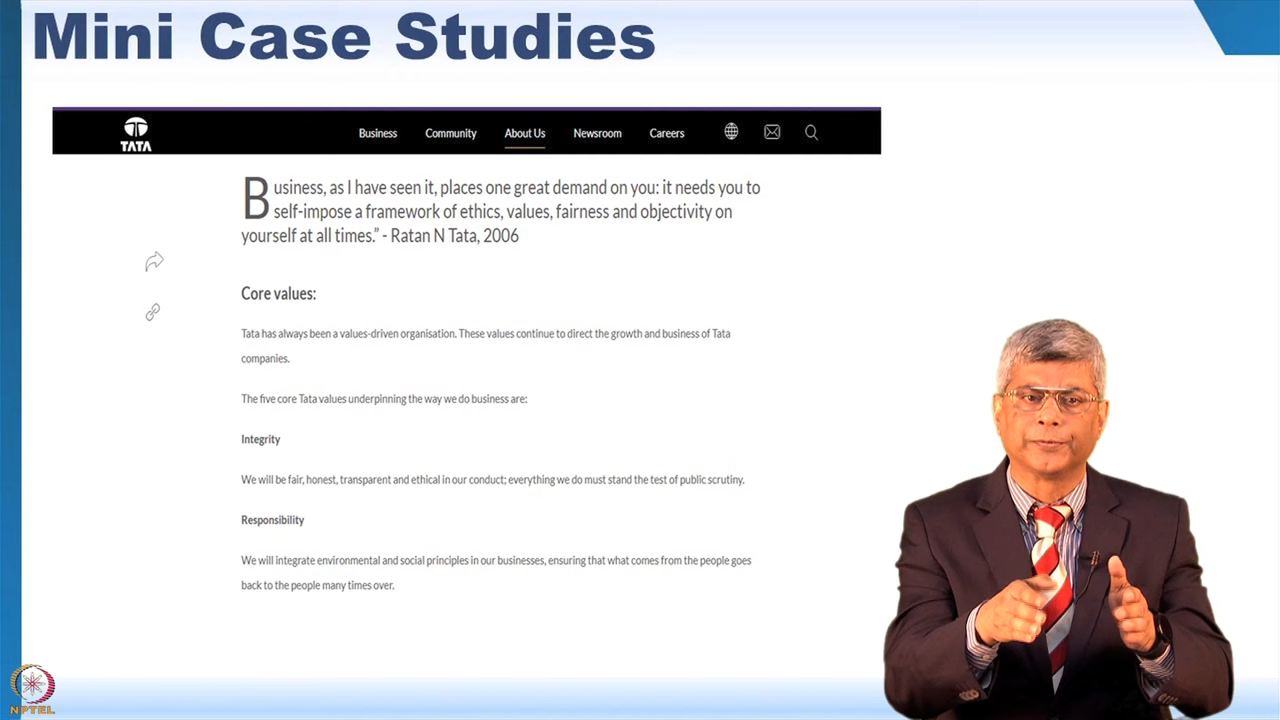 Mini Case Studies
TATA
Business Community About Us Newsroom Careers
Business, as I have seen it, places one great demand on you: it needs you to
self-impose a framework of ethics, values, fairness and objectivity on
yourself at all times.” - Ratan N Tata, 2006
Core values:
Tata has always been a values-driven organisation. These values continue to direct the growth and business of Tata
companies.
The five core Tata values underpinning the way we do business are:
Integrity
We will be fair, honest, transparent and ethical in our conduct; everything we do must stand the test of public scrutiny.
Responsibility
We will integrate environmental and social principles in our businesses, ensuring that what comes from the people goes
back to the people many times over.
NPTEL